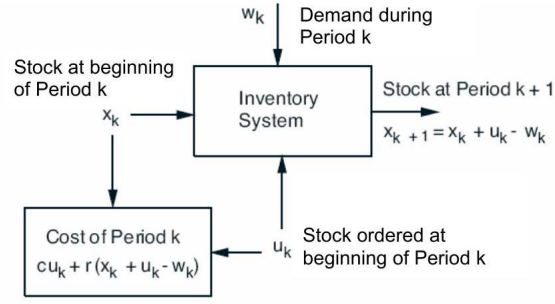 w_k
Demand during
Period k
Stock at beginning
of Period k
x_k
Inventory
System
Stock at Period k + 1
x_{k+1} = x_k + u_k - w_k
Cost of Period k
cu_k + r(x_k + u_k - w_k)
u_k
Stock ordered at
beginning of Period k